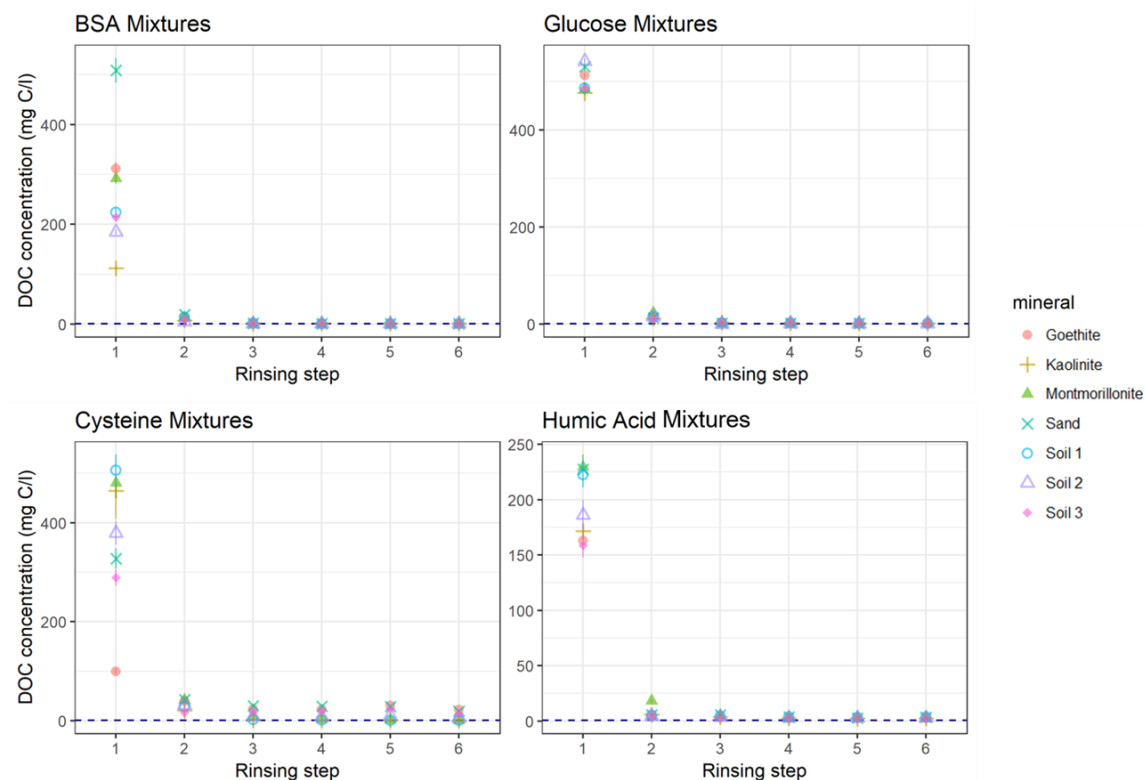 BSA Mixtures
DOC concentration (mg C/l)
400
200
0
1 2 3 4 5 6
Rinsing step
Glucose Mixtures
400
200
0
1 2 3 4 5 6
Rinsing step
Cysteine Mixtures
DOC concentration (mg C/l)
400
200
0
1 2 3 4 5 6
Rinsing step
Humic Acid Mixtures
250
200
150
100
50
0
1 2 3 4 5 6
Rinsing step
mineral
Goethite
Kaolinite
Montmorillonite
Sand
Soil 1
Soil 2
Soil 3